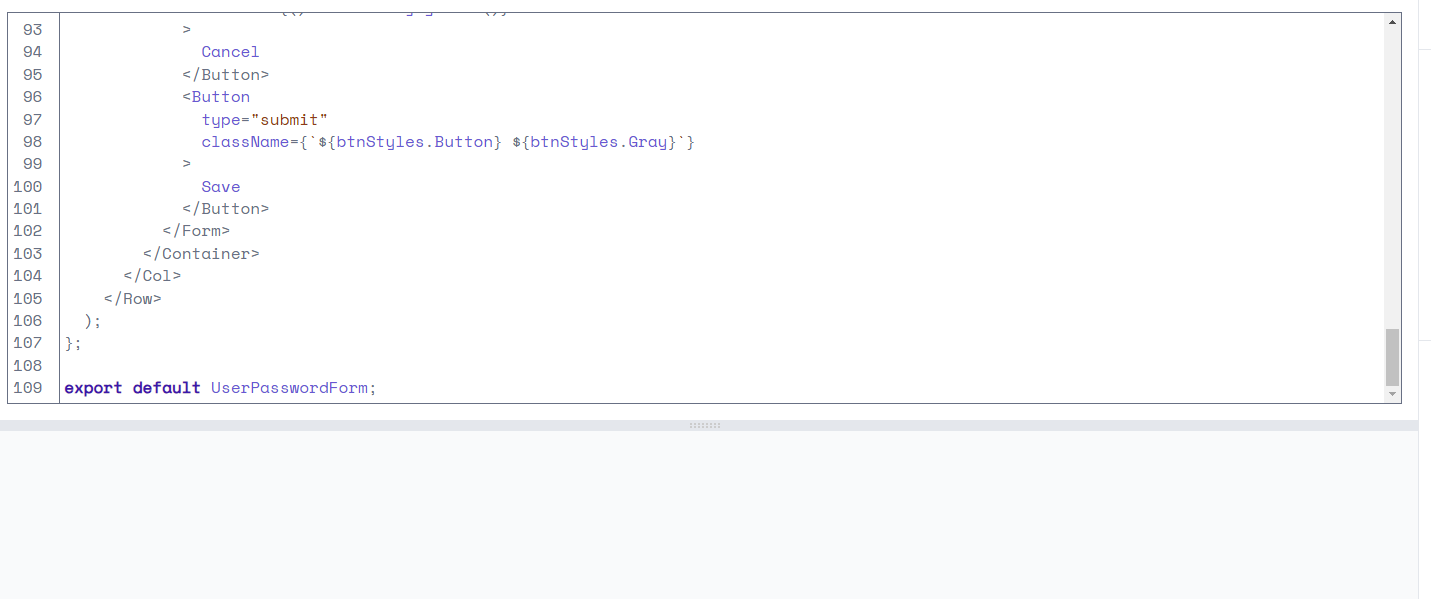 93 >
94 Cancel
95 </Button>
96 <Button
97 type="submit"
98 className={`${btnStyles.Button} ${btnStyles.Gray}`}
99 >
100 Save
101 </Button>
102 </Form>
103 </Container>
104 </Col>
105 </Row>
106 );
107 };
108
109 export default UserPasswordForm;